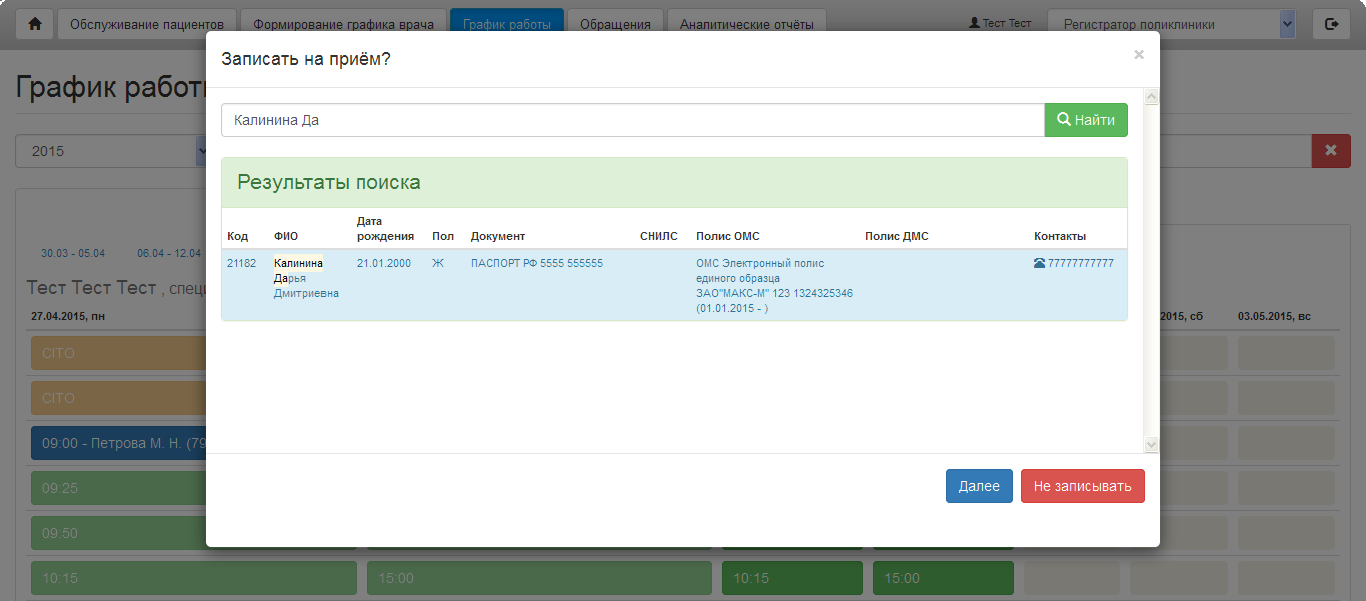 Обслуживание пациентов
Формирование графика врача
График работы
Обращения
Аналитические отчёты
Тест Тест
Регистратор поликлиники
График работы
2015
Записать на приём?
×
Калинина Да
Найти
Результаты поиска
Код ФИО Дата рождения Пол Документ СНИЛС Полис ОМС Полис ДМС Контакты
21182 Калинина 21.01.2000 Ж ПАСПОРТ РФ 5555 555555 ОМС Электронный полис 77777777777
Дарья единого образца
Дмитриевна ЗАО"МАКС-М" 123 1324325346
(01.01.2015 - )
Далее
Не записывать
30.03 - 05.04 06.04 - 12.04
Тест Тест Тест , специ
27.04.2015, пн 2015, сб 03.05.2015, вс
CITO
CITO
09:00 - Петрова М. Н. (79
09:25
09:50
10:15 15:00 10:15 15:00